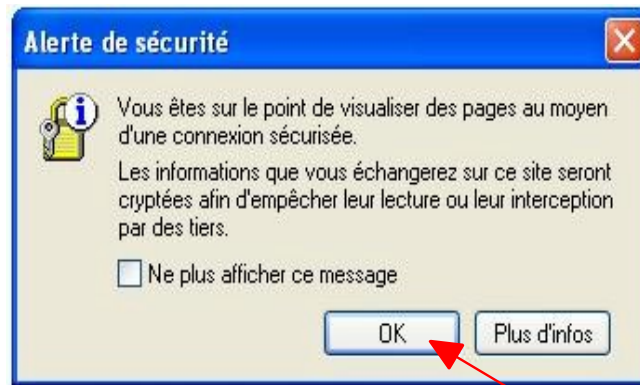 Alerte de sécurité
Vous êtes sur le point de visualiser des pages au moyen
d'une connexion sécurisée.
Les informations que vous échangerez sur ce site seront
cryptées afin d'empêcher leur lecture ou leur interception
par des tiers.
Ne plus afficher ce message
OK
Plus d'infos